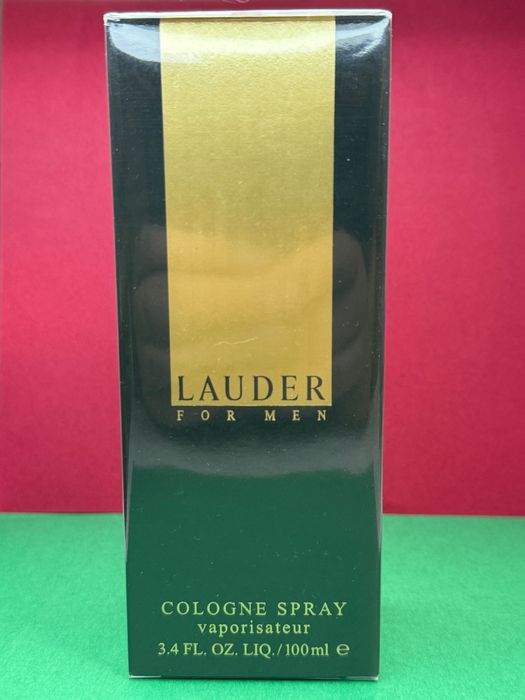 LAUDER
FOR MEN
COLOGNE SPRAY
vaporisateur
3.4 FL. OZ. LIQ./100ml ℮